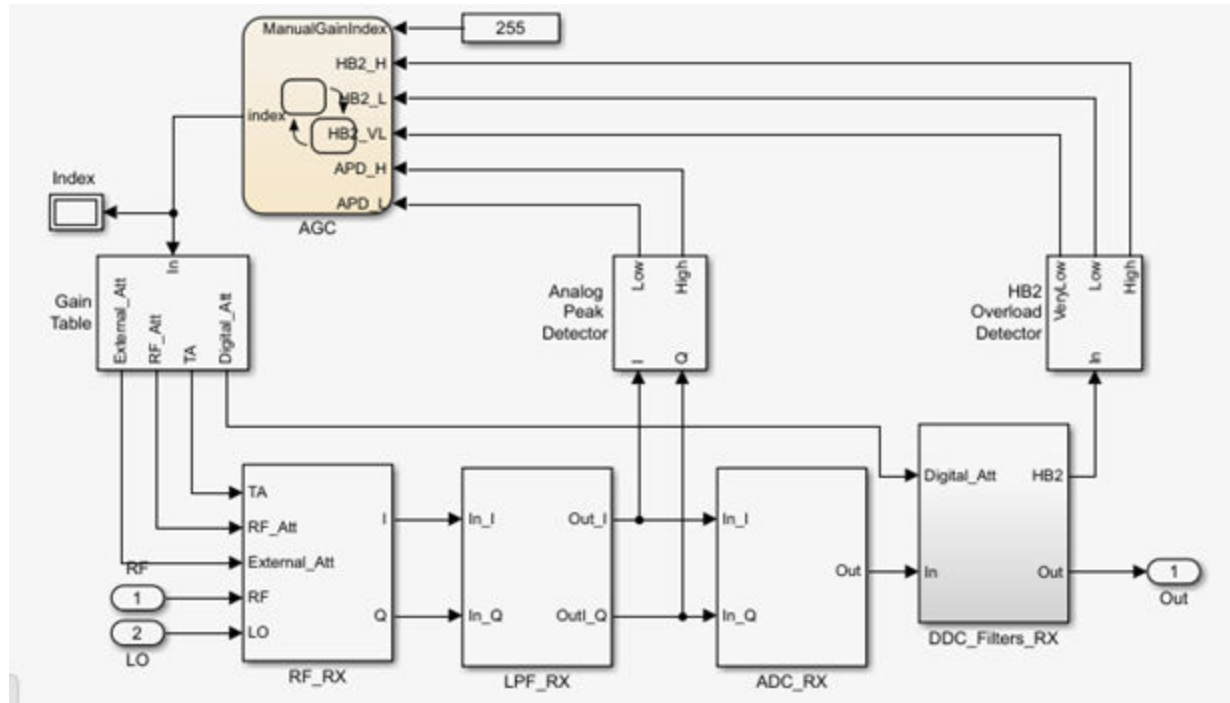 ManualGainIndex
255
HB2_H
HB2_L
index
HB2_VL
APD_H
APD_L
AGC
Index
In
Gain
Table
External_Att
RF_Att
TA
Digital_Att
Analog
Peak
Detector
Low
High
I
Q
HB2
Overload
Detector
VeryLow
Low
High
In
TA
RF_Att
External_Att
RF
LO
I
Q
RF_RX
RF
1
2
LO
In_I
In_Q
Out_I
OutI_Q
LPF_RX
In_I
In_Q
Out
ADC_RX
Digital_Att
In
HB2
Out
DDC_Filters_RX
1
Out